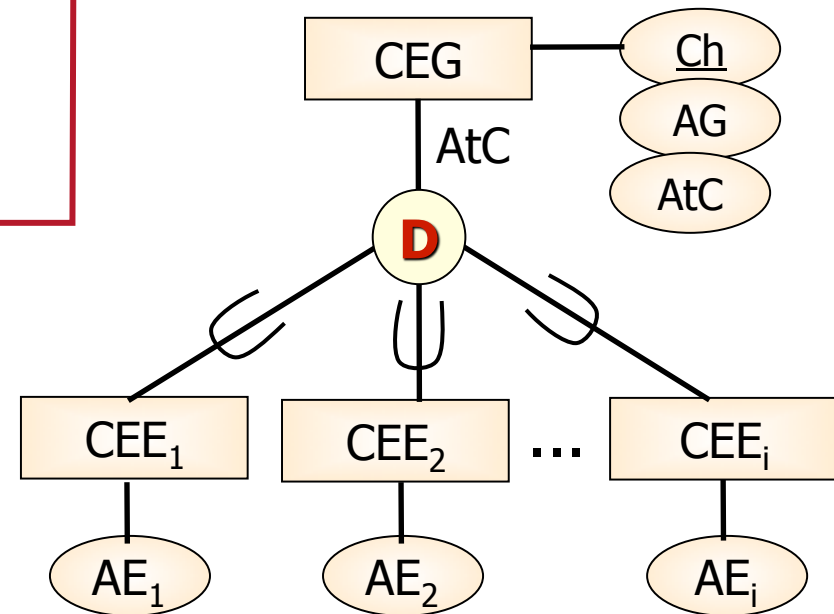 CEG
Ch
AG
AtC
AtC
D
CEE₁
CEE₂
...
CEEᵢ
AE₁
AE₂
AEᵢ